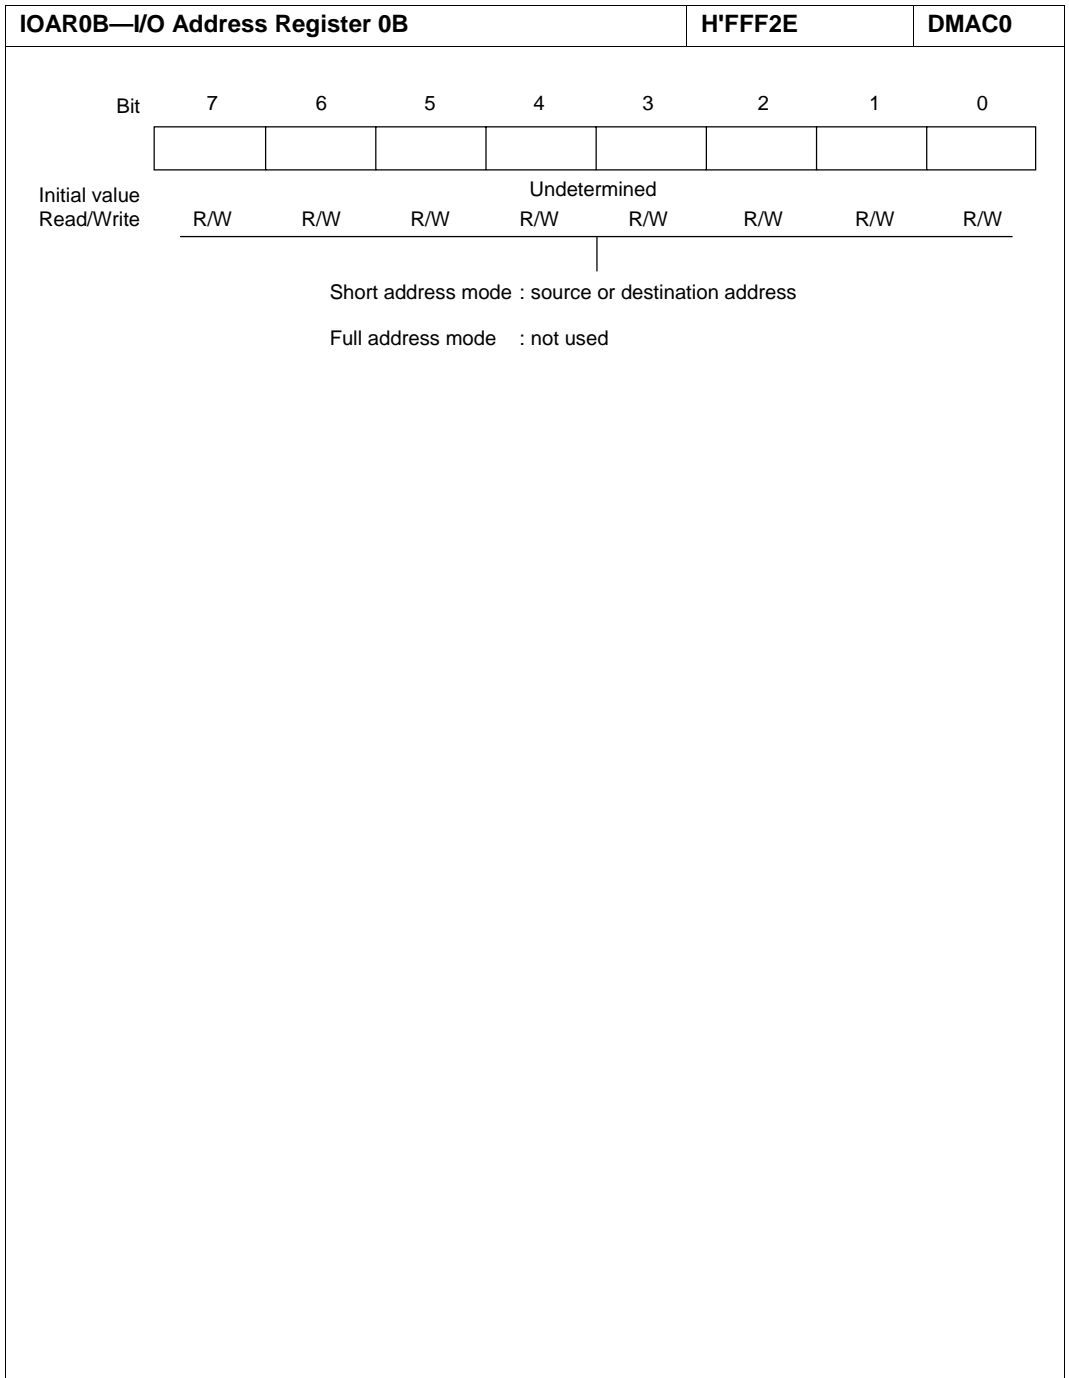 IOAR0B—I/O Address Register 0B H'FFF2E DMAC0
Bit 7 6 5 4 3 2 1 0
Initial value Undetermined
Read/Write R/W R/W R/W R/W R/W R/W R/W R/W
Short address mode : source or destination address
Full address mode : not used